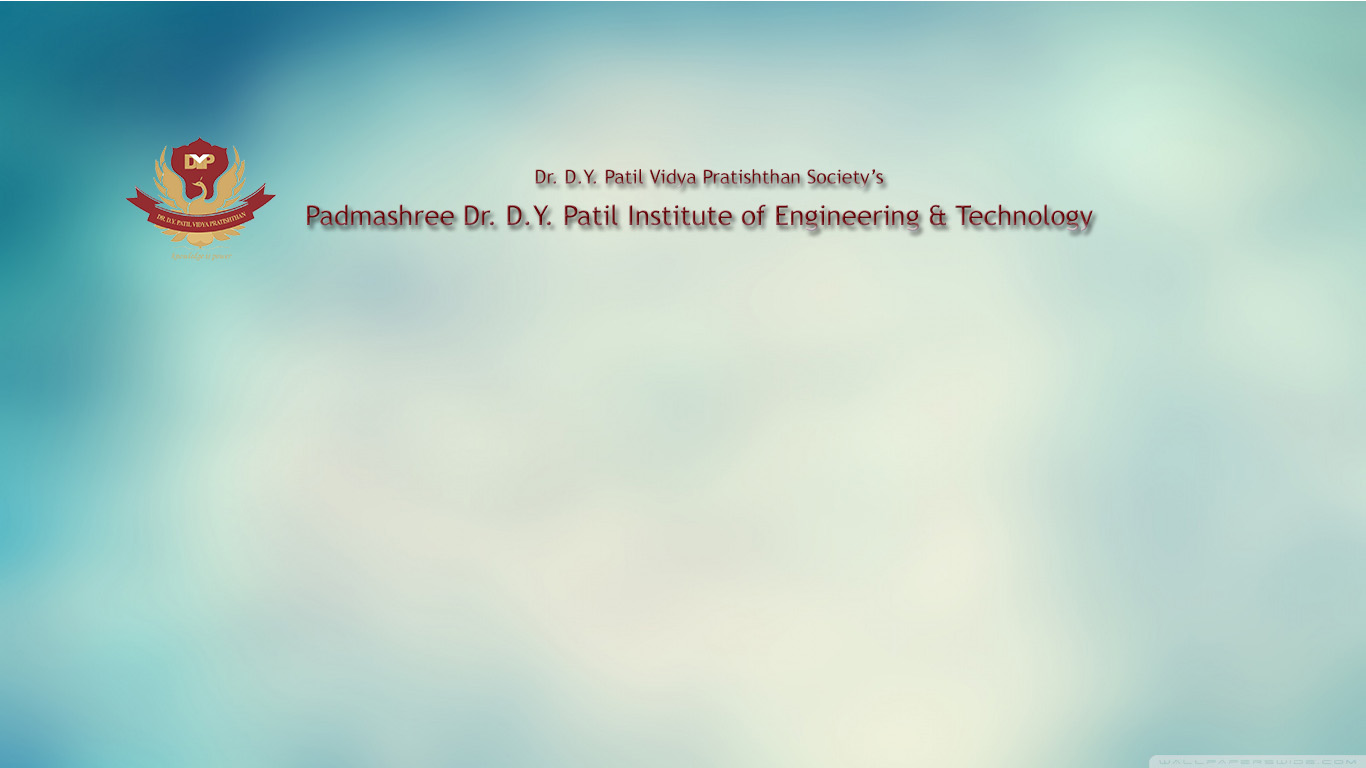 DYP
Dr. D.Y. Patil Vidya Pratishthan Society's
Padmashree Dr. D.Y. Patil Institute of Engineering & Technology
DR. D.Y. PATIL VIDYA PRATISHTHAN
WALLPAPERSWIDE.COM